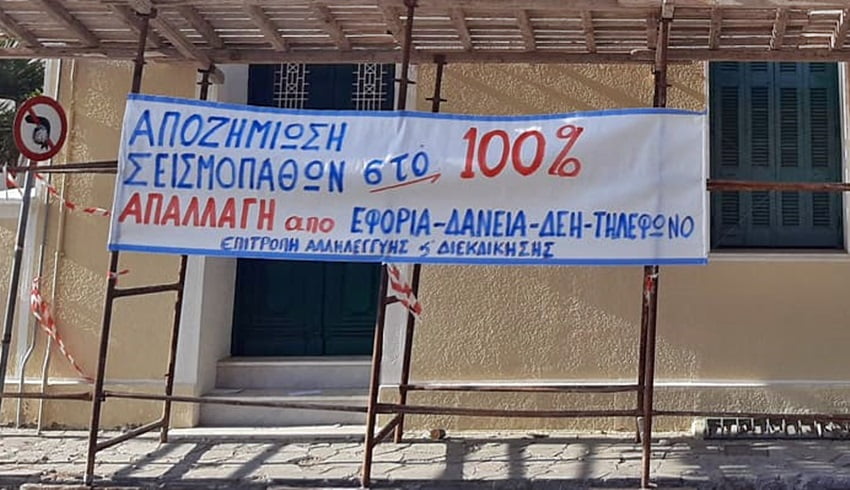 ΑΠΟΖΗΜΙΩΣΗ
ΣΕΙΣΜΟΠΑΘΩΝ στο 100%
ΑΠΑΛΛΑΓΗ απο ΕΦΟΡΙΑ-ΔΑΝΕΙΑ-ΔΕΗ-ΤΗΛΕΦΩΝΟ
ΕΠΙΤΡΟΠΗ ΑΛΛΗΛΕΓΓΥΗΣ ϛ ΔΙΕΚΔΙΚΗΣΗΣ